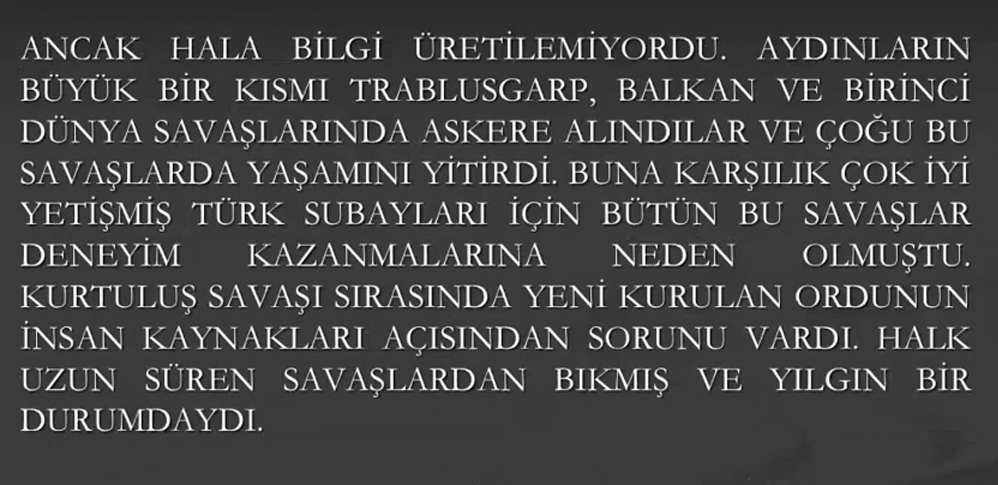 ANCAK HALA BİLGİ ÜRETİLEMİYORDU. AYDINLARIN
BÜYÜK BİR KISMI TRABLUSGARP, BALKAN VE BİRİNCİ
DÜNYA SAVAŞLARINDA ASKERE ALINDILAR VE ÇOĞU BU
SAVAŞLARDA YAŞAMINI YİTİRDİ. BUNA KARŞILIK ÇOK İYİ
YETİŞMİŞ TÜRK SUBAYLARI İÇİN BÜTÜN BU SAVAŞLAR
DENEYİM KAZANMALARINA NEDEN OLMUŞTU.
KURTULUŞ SAVAŞI SIRASINDA YENİ KURULAN ORDUNUN
İNSAN KAYNAKLARI AÇISINDAN SORUNU VARDI. HALK
UZUN SÜREN SAVAŞLARDAN BIKMIŞ VE YILGIN BİR
DURUMDAYDI.